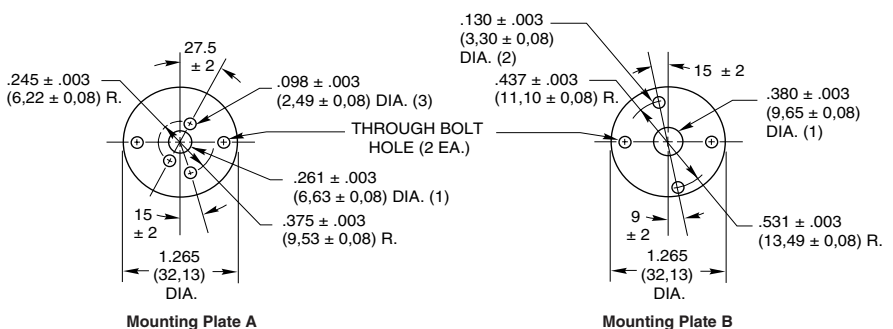 27.5
± 2
.245 ± .003
(6,22 ± 0,08) R.
.098 ± .003
(2,49 ± 0,08) DIA. (3)
THROUGH BOLT
HOLE (2 EA.)
.261 ± .003
(6,63 ± 0,08) DIA. (1)
15
± 2
.375 ± .003
(9,53 ± 0,08) R.
1.265
(32,13)
DIA.
Mounting Plate A
.130 ± .003
(3,30 ± 0,08)
DIA. (2)
15 ± 2
.437 ± .003
(11,10 ± 0,08) R.
.380 ± .003
(9,65 ± 0,08)
DIA. (1)
9
± 2
.531 ± .003
(13,49 ± 0,08) R.
1.265
(32,13)
DIA.
Mounting Plate B